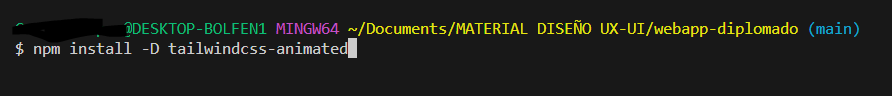 @DESKTOP-BOLFEN1 MINGW64 ~/Documents/MATERIAL DISEÑO UX-UI/webapp-diplomado (main)
$ npm install -D tailwindcss-animated